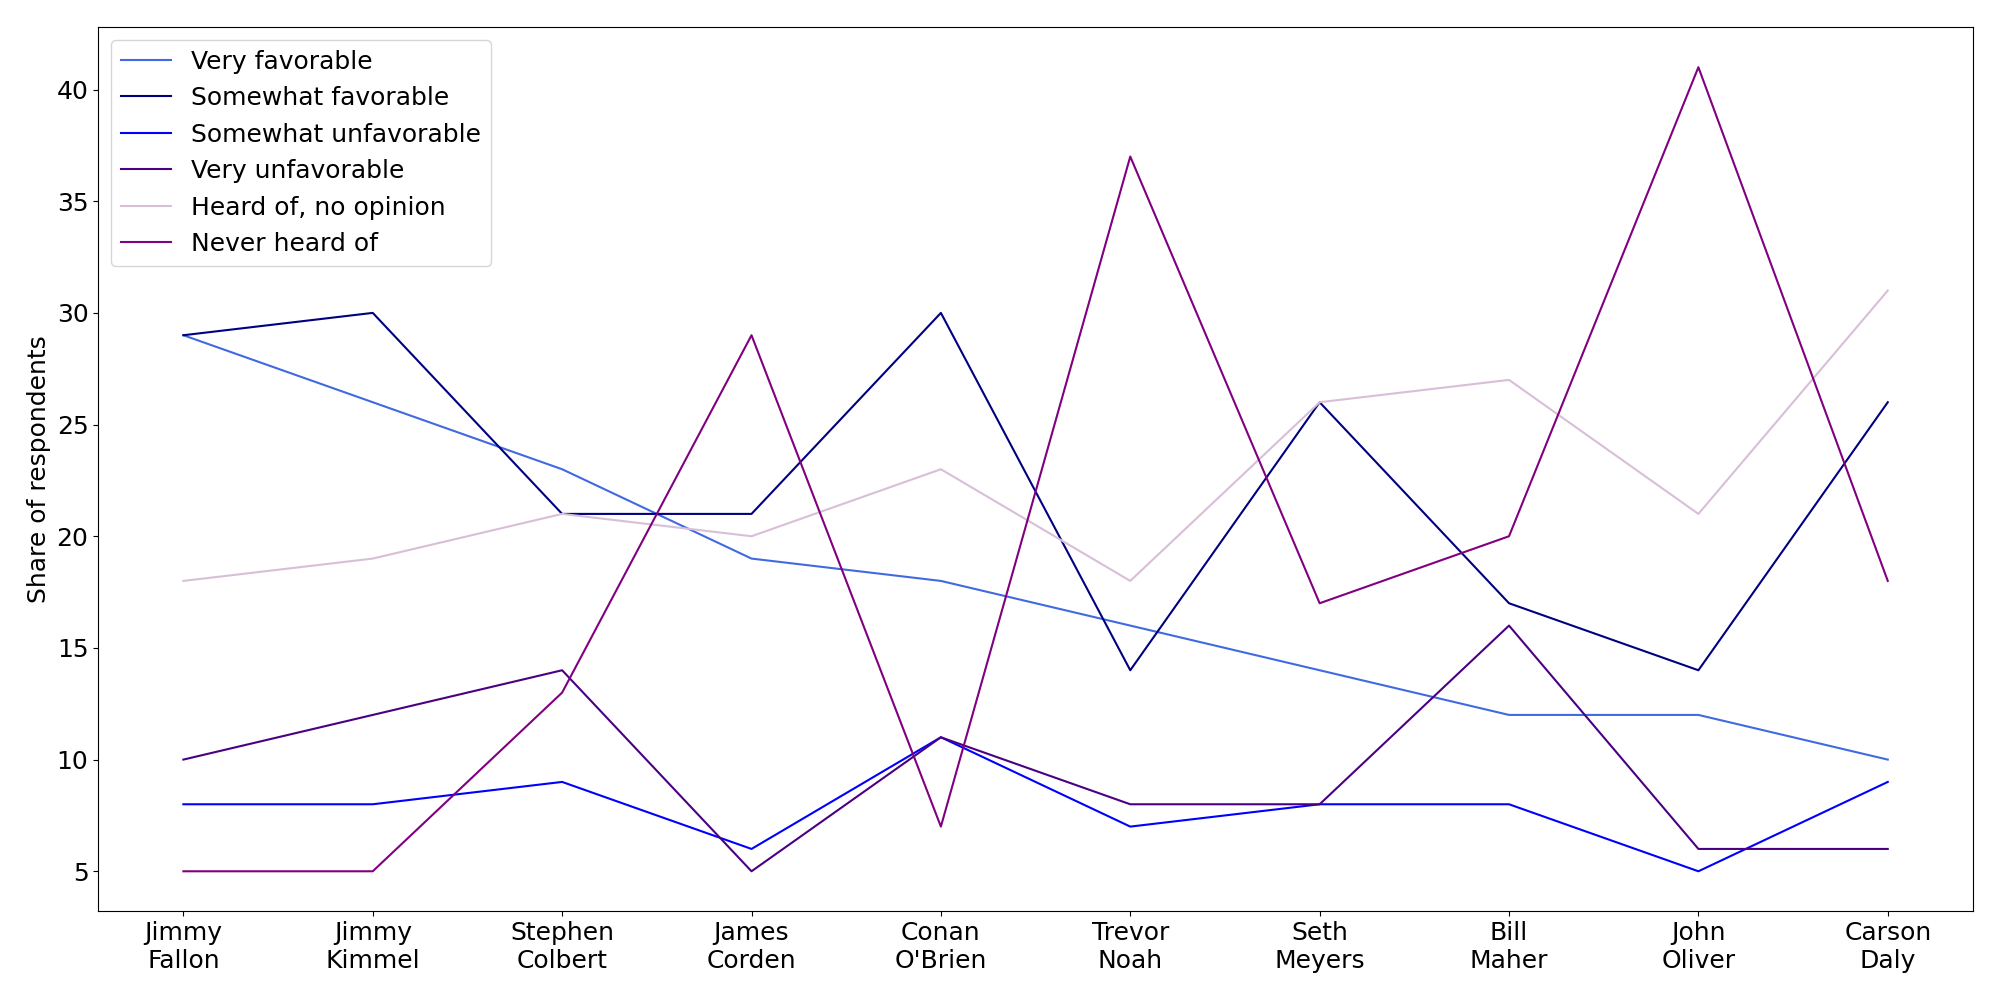 Very favorable
Somewhat favorable
Somewhat unfavorable
Very unfavorable
Heard of, no opinion
Never heard of
Share of respondents
40
35
30
25
20
15
10
5
Jimmy Fallon
Jimmy Kimmel
Stephen Colbert
James Corden
Conan O'Brien
Trevor Noah
Seth Meyers
Bill Maher
John Oliver
Carson Daly